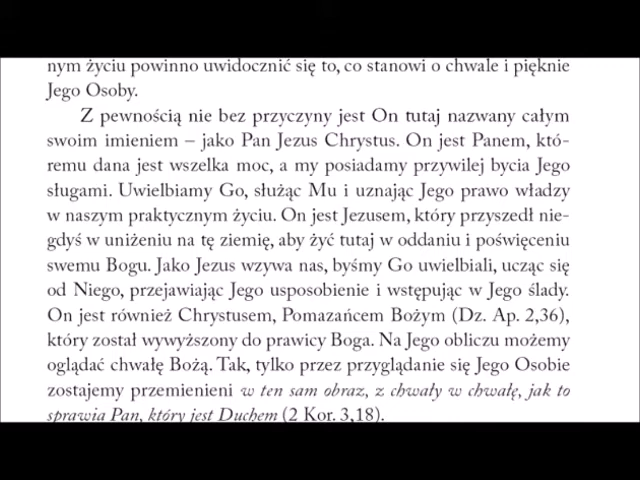 nym życiu powinno uwidocznić się to, co stanowi o chwale i pięknie
Jego Osoby.
Z pewnością nie bez przyczyny jest On tutaj nazwany całym
swoim imieniem – jako Pan Jezus Chrystus. On jest Panem, któ-
remu dana jest wszelka moc, a my posiadamy przywilej bycia Jego
sługami. Uwielbiamy Go, służąc Mu i uznając Jego prawo władzy
w naszym praktycznym życiu. On jest Jezusem, który przyszedł nie-
gdyś w uniżeniu na tę ziemię, aby żyć tutaj w oddaniu i poświęceniu
swemu Bogu. Jako Jezus wzywa nas, byśmy Go uwielbiali, ucząc się
od Niego, przejawiając Jego usposobienie i wstępując w Jego ślady.
On jest również Chrystusem, Pomazańcem Bożym (Dz. Ap. 2,36),
który został wywyższony do prawicy Boga. Na Jego obliczu możemy
oglądać chwałę Bożą. Tak, tylko przez przyglądanie się Jego Osobie
zostajemy przemienieni w ten sam obraz, z chwały w chwałę, jak to
sprawia Pan, który jest Duchem (2 Kor. 3,18).